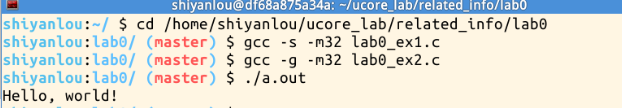 shiyanlou@df68a875a34a: ~/ucore_lab/related_info/lab0
shiyanlou:~/ $ cd /home/shiyanlou/ucore_lab/related_info/lab0
shiyanlou:lab0/ (master) $ gcc -s -m32 lab0_ex1.c
shiyanlou:lab0/ (master) $ gcc -g -m32 lab0_ex2.c
shiyanlou:lab0/ (master) $ ./a.out
Hello, world!